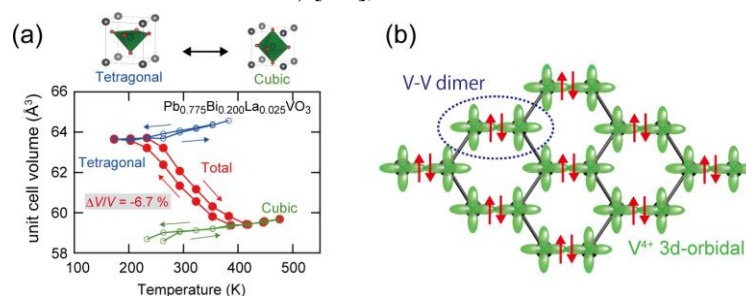 (a)
Tetragonal
Cubic
Pb0.775Bi0.200La0.025VO3
Tetragonal
Total
Cubic
ΔV/V = -6.7 %
unit cell volume (Å3)
66
64
62
60
58
100
200
300
400
500
Temperature (K)
(b)
V-V dimer
V4+ 3d-orbital